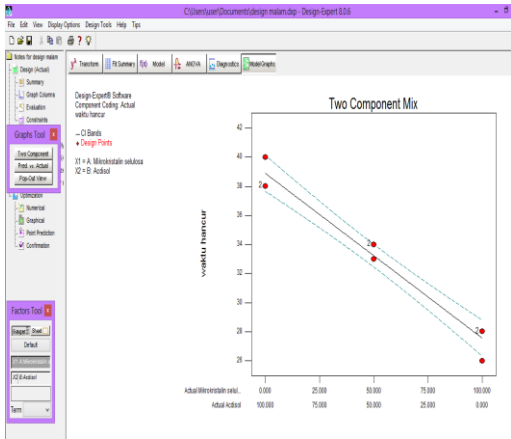 C:\Users\user\Documents\design malam.dxp - Design-Expert 8.0.6
File Edit View Display Options Design Tools Help Tips
Notes for design malam
Design (Actual)
Summary
Graph Columns
Evaluation
Constraints
Graphs Tool
Two Component
Pred. vs. Actual
Pop-Out View
Optimization
Numerical
Graphical
Point Prediction
Confirmation
Factors Tool
Gauges Sheet
Default
X2 B:Acdisol
Term
y^λ Transform Fit Summary f(x) Model ANOVA Diagnostics Model Graphs
Design-Expert® Software
Component Coding: Actual
waktu hancur
CI Bands
Design Points
X1 = A: Mikrokristalin selulosa
X2 = B: Acdisol
Two Component Mix
waktu hancur
42
40
38
36
34
32
30
28
26
2
2
2
Actual Mikrokristalin selul... 0.000 25.000 50.000 75.000 100.000
Actual Acdisol 100.000 75.000 50.000 25.000 0.000